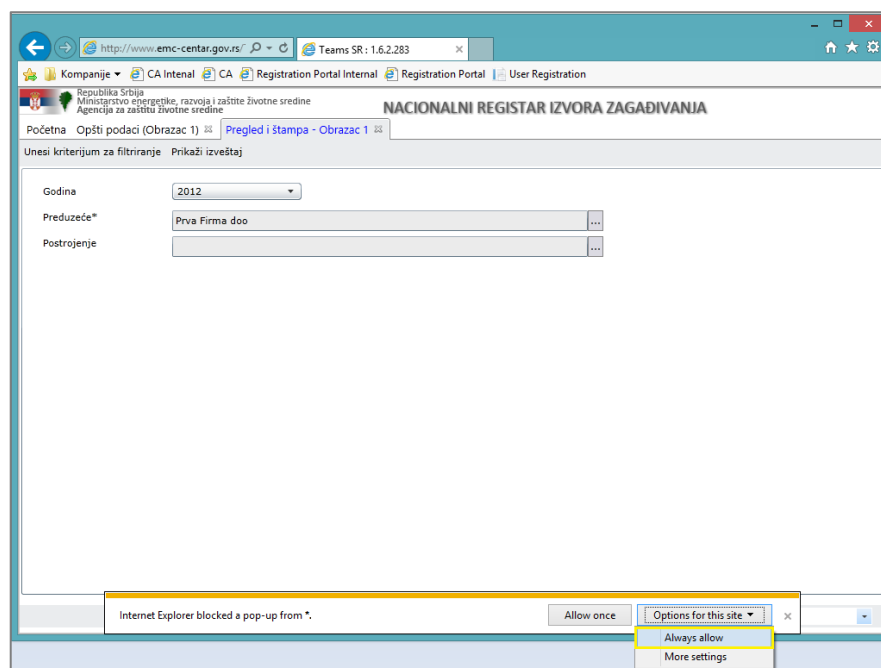 http://www.emc-centar.gov.rs/
Teams SR : 1.6.2.283
Kompanije CA Intenal CA Registration Portal Internal Registration Portal User Registration
Republika Srbija
Ministarstvo energetike, razvoja i zaštite životne sredine
Agencija za zaštitu životne sredine
NACIONALNI REGISTAR IZVORA ZAGAĐIVANJA
Početna Opšti podaci (Obrazac 1) Pregled i štampa - Obrazac 1
Unesi kriterijum za filtriranje Prikaži izveštaj
Godina 2012
Preduzeće* Prva Firma doo ...
Postrojenje ...
Internet Explorer blocked a pop-up from *. Allow once Options for this site
Always allow
More settings